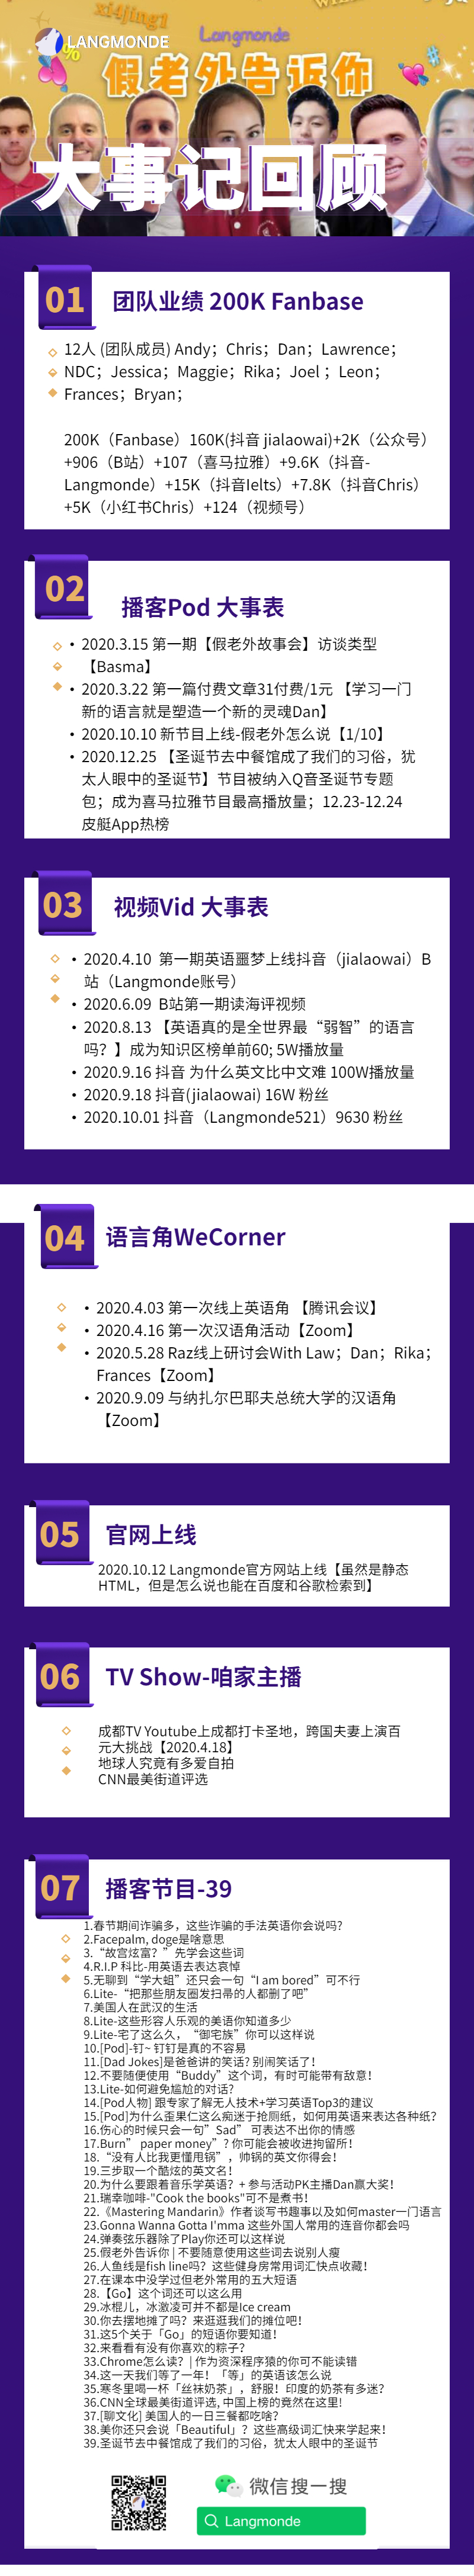 xi4jing1
Langmonde
LANGMONDE
%
#
假老外告诉你
大事记回顾
01
团队业绩 200K Fanbase
12人 (团队成员) Andy；Chris；Dan；Lawrence；
NDC；Jessica；Maggie；Rika；Joel ；Leon；
Frances；Bryan；
200K（Fanbase）160K(抖音 jialaowai)+2K（公众号）
+906（B站）+107（喜马拉雅）+9.6K（抖音-
Langmonde）+15K（抖音Ielts）+7.8K（抖音Chris）
+5K（小红书Chris）+124（视频号）
02
播客Pod 大事表
• 2020.3.15 第一期【假老外故事会】访谈类型
【Basma】
• 2020.3.22 第一篇付费文章31付费/1元 【学习一门
新的语言就是塑造一个新的灵魂Dan】
• 2020.10.10 新节目上线-假老外怎么说【1/10】
• 2020.12.25 【圣诞节去中餐馆成了我们的习俗，犹
太人眼中的圣诞节】节目被纳入Q音圣诞节专题
包；成为喜马拉雅节目最高播放量；12.23-12.24
皮艇App热榜
03
视频Vid 大事表
• 2020.4.10 第一期英语噩梦上线抖音（jialaowai）B
站（Langmonde账号）
• 2020.6.09 B站第一期读海评视频
• 2020.8.13 【英语真的是全世界最“弱智”的语言
吗？】成为知识区榜单前60; 5W播放量
• 2020.9.16 抖音 为什么英文比中文难 100W播放量
• 2020.9.18 抖音(jialaowai) 16W 粉丝
• 2020.10.01 抖音（Langmonde521）9630 粉丝
04
语言角WeCorner
• 2020.4.03 第一次线上英语角 【腾讯会议】
• 2020.4.16 第一次汉语角活动【Zoom】
• 2020.5.28 Raz线上研讨会With Law；Dan；Rika；
Frances【Zoom】
• 2020.9.09 与纳扎尔巴耶夫总统大学的汉语角
【Zoom】
05
官网上线
2020.10.12 Langmonde官方网站上线【虽然是静态
HTML，但是怎么说也能在百度和谷歌检索到】
06
TV Show-咱家主播
成都TV Youtube上成都打卡圣地，跨国夫妻上演百
元大挑战【2020.4.18】
地球人究竟有多爱自拍
CNN最美街道评选
07
播客节目-39
1.春节期间诈骗多，这些诈骗的手法英语你会说吗?
2.Facepalm, doge是啥意思
3.“故宫炫富？”先学会这些词
4.R.I.P 科比-用英语去表达哀悼
5.无聊到“学大蛆”还只会一句“I am bored”可不行
6.Lite-“把那些朋友圈发扫帚的人都删了吧”
7.美国人在武汉的生活
8.Lite-这些形容人乐观的美语你知道多少
9.Lite-宅了这么久，“御宅族”你可以这样说
10.[Pod]-钉~ 钉钉是真的不容易
11.[Dad Jokes]是爸爸讲的笑话? 别闹笑话了！
12.不要随便使用“Buddy”这个词，有时可能带有敌意！
13.Lite-如何避免尴尬的对话?
14.[Pod人物] 跟专家了解无人技术+学习英语Top3的建议
15.[Pod]为什么歪果仁这么痴迷于抢厕纸，如何用英语来表达各种纸?
16.伤心的时候只会一句”Sad” 可表达不出你的情感
17.Burn” paper money”? 你可能会被收进拘留所！
18.“没有人比我更懂甩锅”，帅锅的英文你得会！
19.三步取一个酷炫的英文名！
20.为什么要跟着音乐学英语？+ 参与活动PK主播Dan赢大奖！
21.瑞幸咖啡-"Cook the books"可不是煮书！
22.《Mastering Mandarin》作者谈写书趣事以及如何master一门语言
23.Gonna Wanna Gotta I'mma 这些外国人常用的连音你都会吗
24.弹奏弦乐器除了Play你还可以这样说
25.假老外告诉你 | 不要随意使用这些词去说别人瘦
26.人鱼线是fish line吗？这些健身房常用词汇快点收藏！
27.在课本中没学过但老外常用的五大短语
28.【Go】这个词还可以这么用
29.冰棍儿，冰激凌可并不都是Ice cream
30.你去摆地摊了吗？来逛逛我们的摊位吧！
31.这5个关于「Go」的短语你要知道！
32.来看看有没有你喜欢的粽子？
33.Chrome怎么读？| 作为资深程序猿的你可不能读错
34.这一天我们等了一年！「等」的英语该怎么说
35.寒冬里喝一杯「丝袜奶茶」，舒服！印度的奶茶有多迷?
36.CNN全球最美街道评选, 中国上榜的竟然在这里!
37.[聊文化] 美国人的一日三餐都吃啥？
38.美你还只会说「Beautiful」？这些高级词汇快来学起来！
39.圣诞节去中餐馆成了我们的习俗，犹太人眼中的圣诞节
微信搜一搜
Langmonde